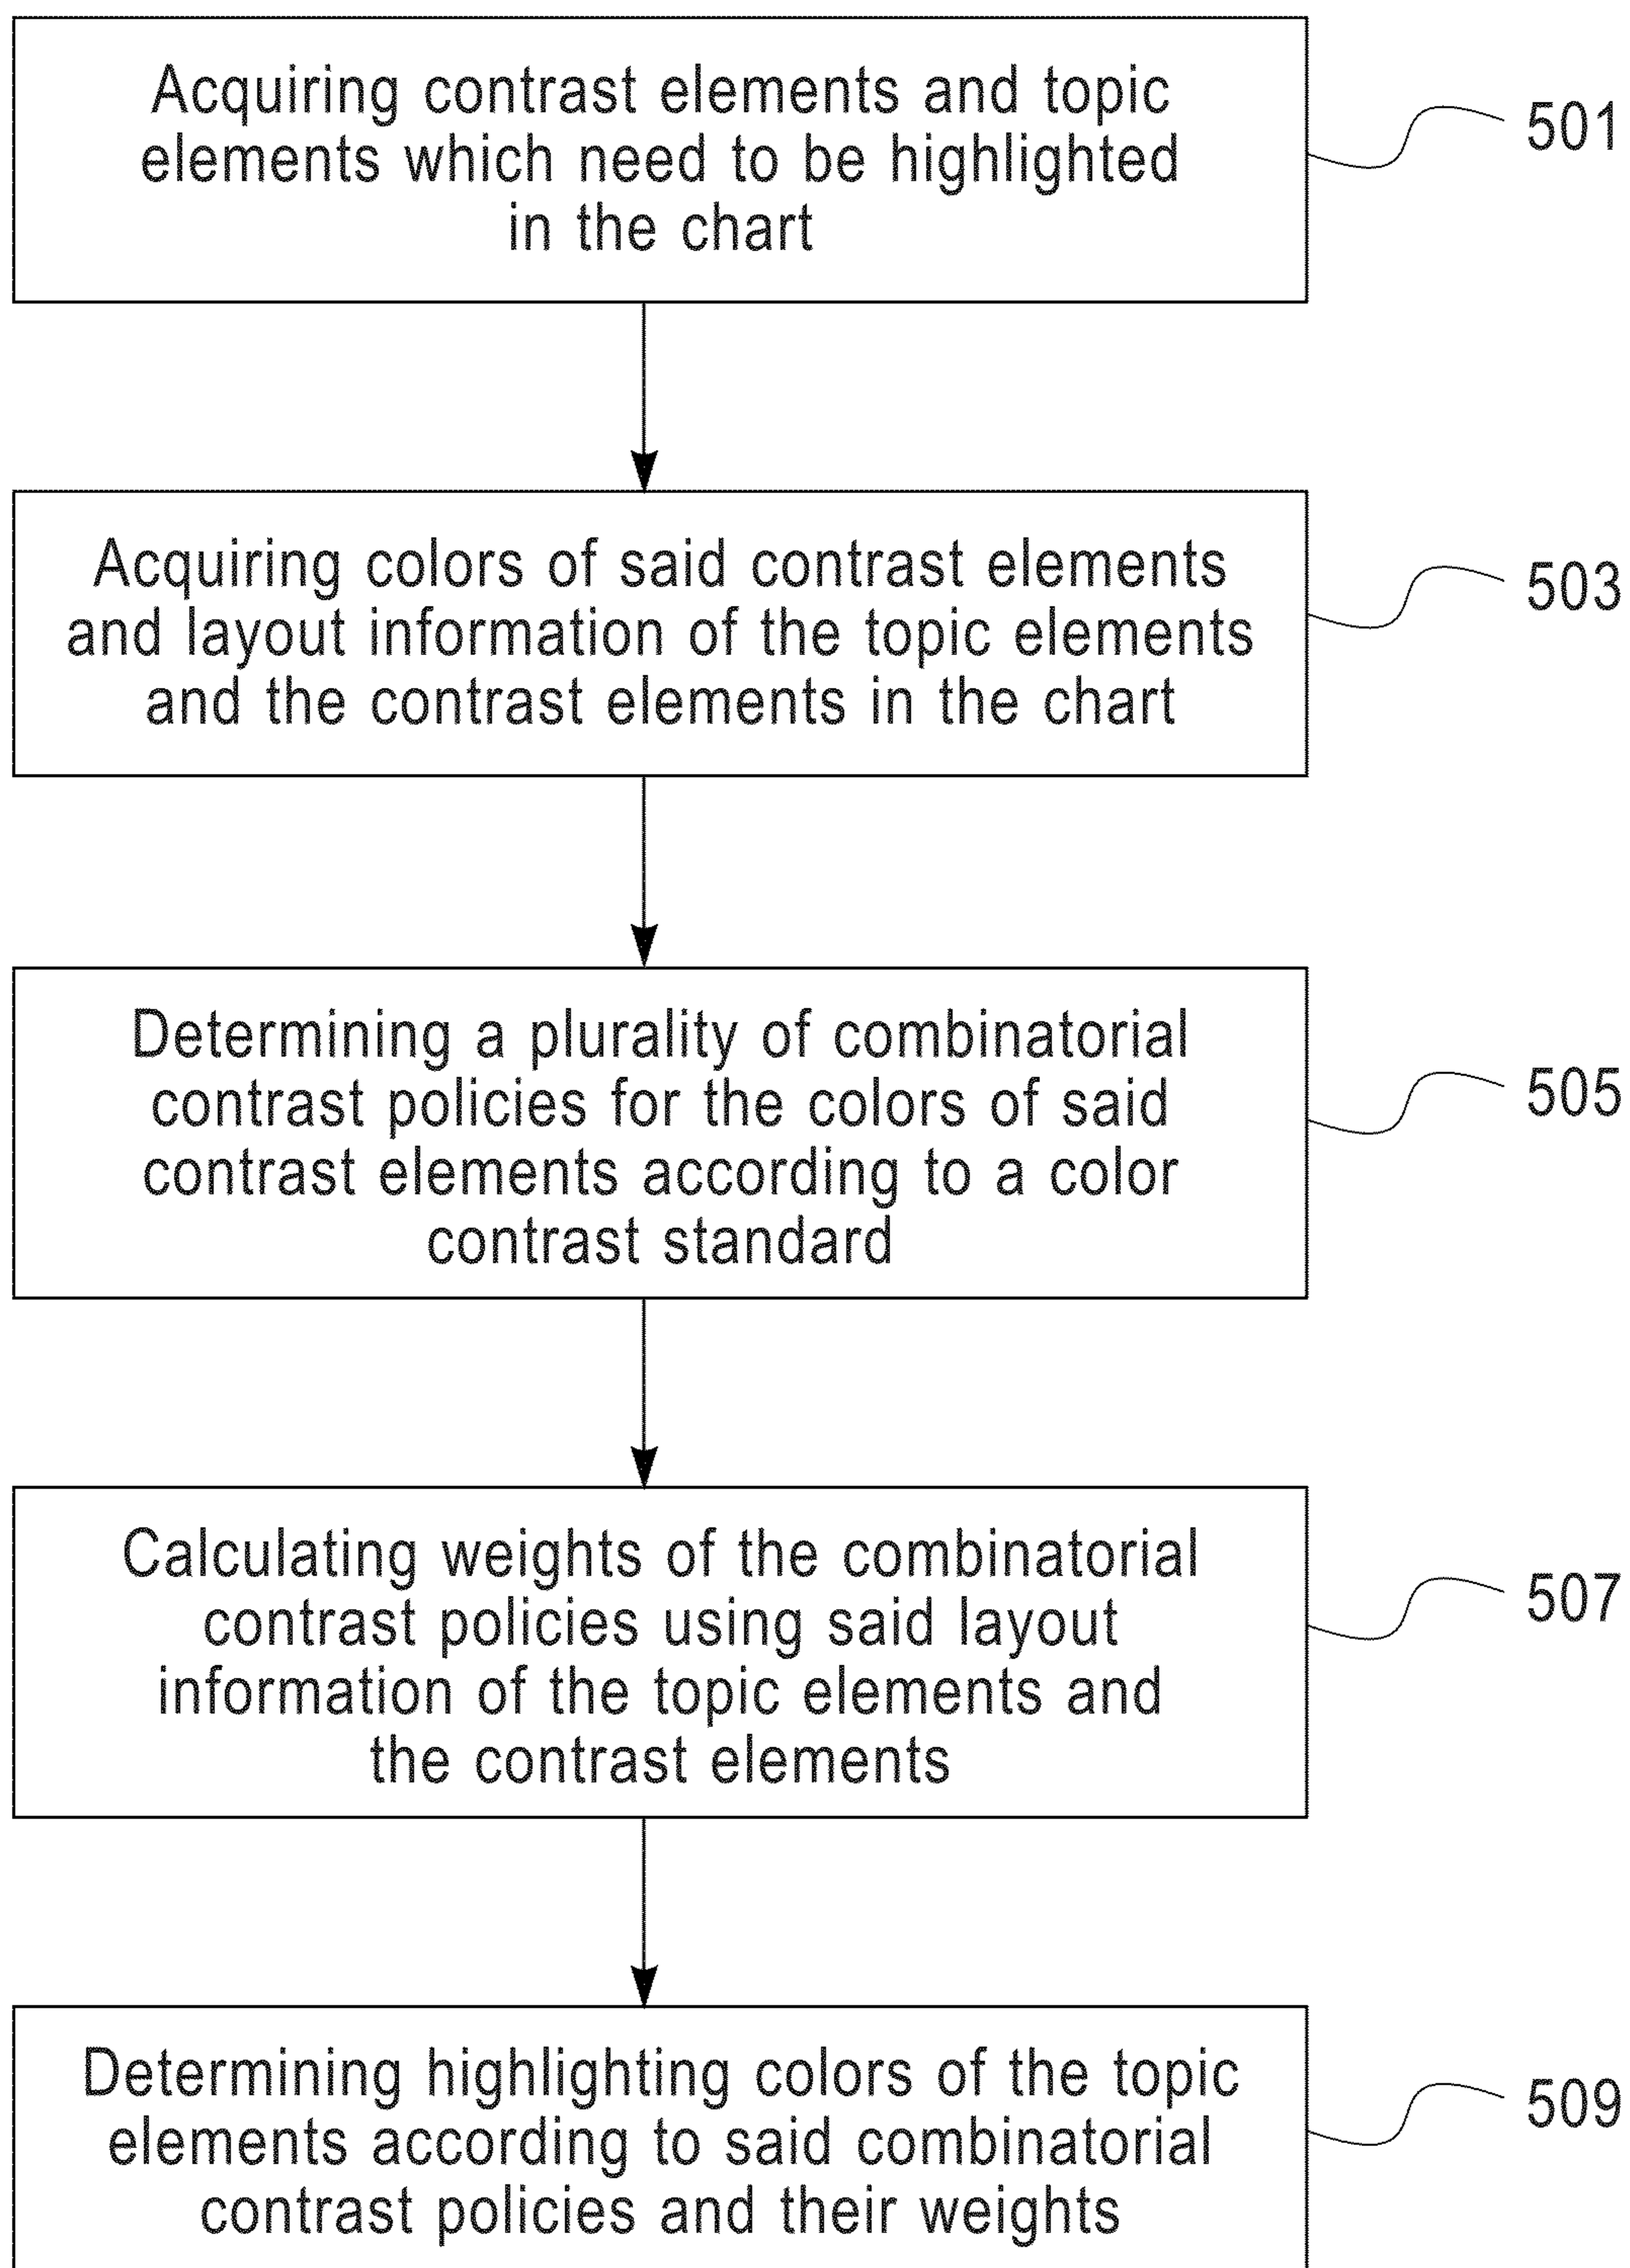 Acquiring contrast elements and topic
elements which need to be highlighted
in the chart
501
Acquiring colors of said contrast elements
and layout information of the topic elements
and the contrast elements in the chart
503
Determining a plurality of combinatorial
contrast policies for the colors of said
contrast elements according to a color
contrast standard
505
Calculating weights of the combinatorial
contrast policies using said layout
information of the topic elements and
the contrast elements
507
Determining highlighting colors of the topic
elements according to said combinatorial
contrast policies and their weights
509